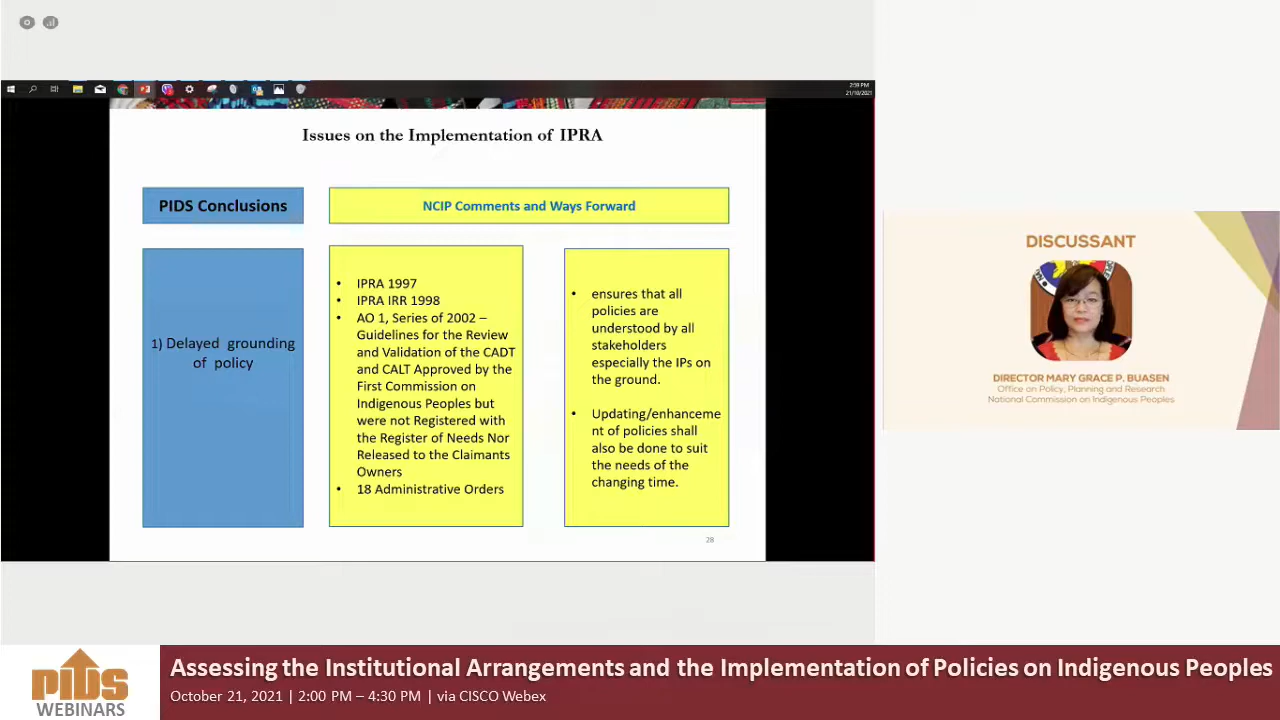 2:59 PM
21/10/2021
Issues on the Implementation of IPRA
PIDS Conclusions
NCIP Comments and Ways Forward
1) Delayed grounding
of policy
• IPRA 1997
• IPRA IRR 1998
• AO 1, Series of 2002 –
Guidelines for the Review
and Validation of the CADT
and CALT Approved by the
First Commission on
Indigenous Peoples but
were not Registered with
the Register of Needs Nor
Released to the Claimants
Owners
• 18 Administrative Orders
• ensures that all
policies are
understood by all
stakeholders
especially the IPs on
the ground.
• Updating/enhanceme
nt of policies shall
also be done to suit
the needs of the
changing time.
28
DISCUSSANT
DIRECTOR MARY GRACE P. BUASEN
Office on Policy, Planning and Research
National Commission on Indigenous Peoples
PIDS
WEBINARS
Assessing the Institutional Arrangements and the Implementation of Policies on Indigenous Peoples
October 21, 2021 | 2:00 PM – 4:30 PM | via CISCO Webex